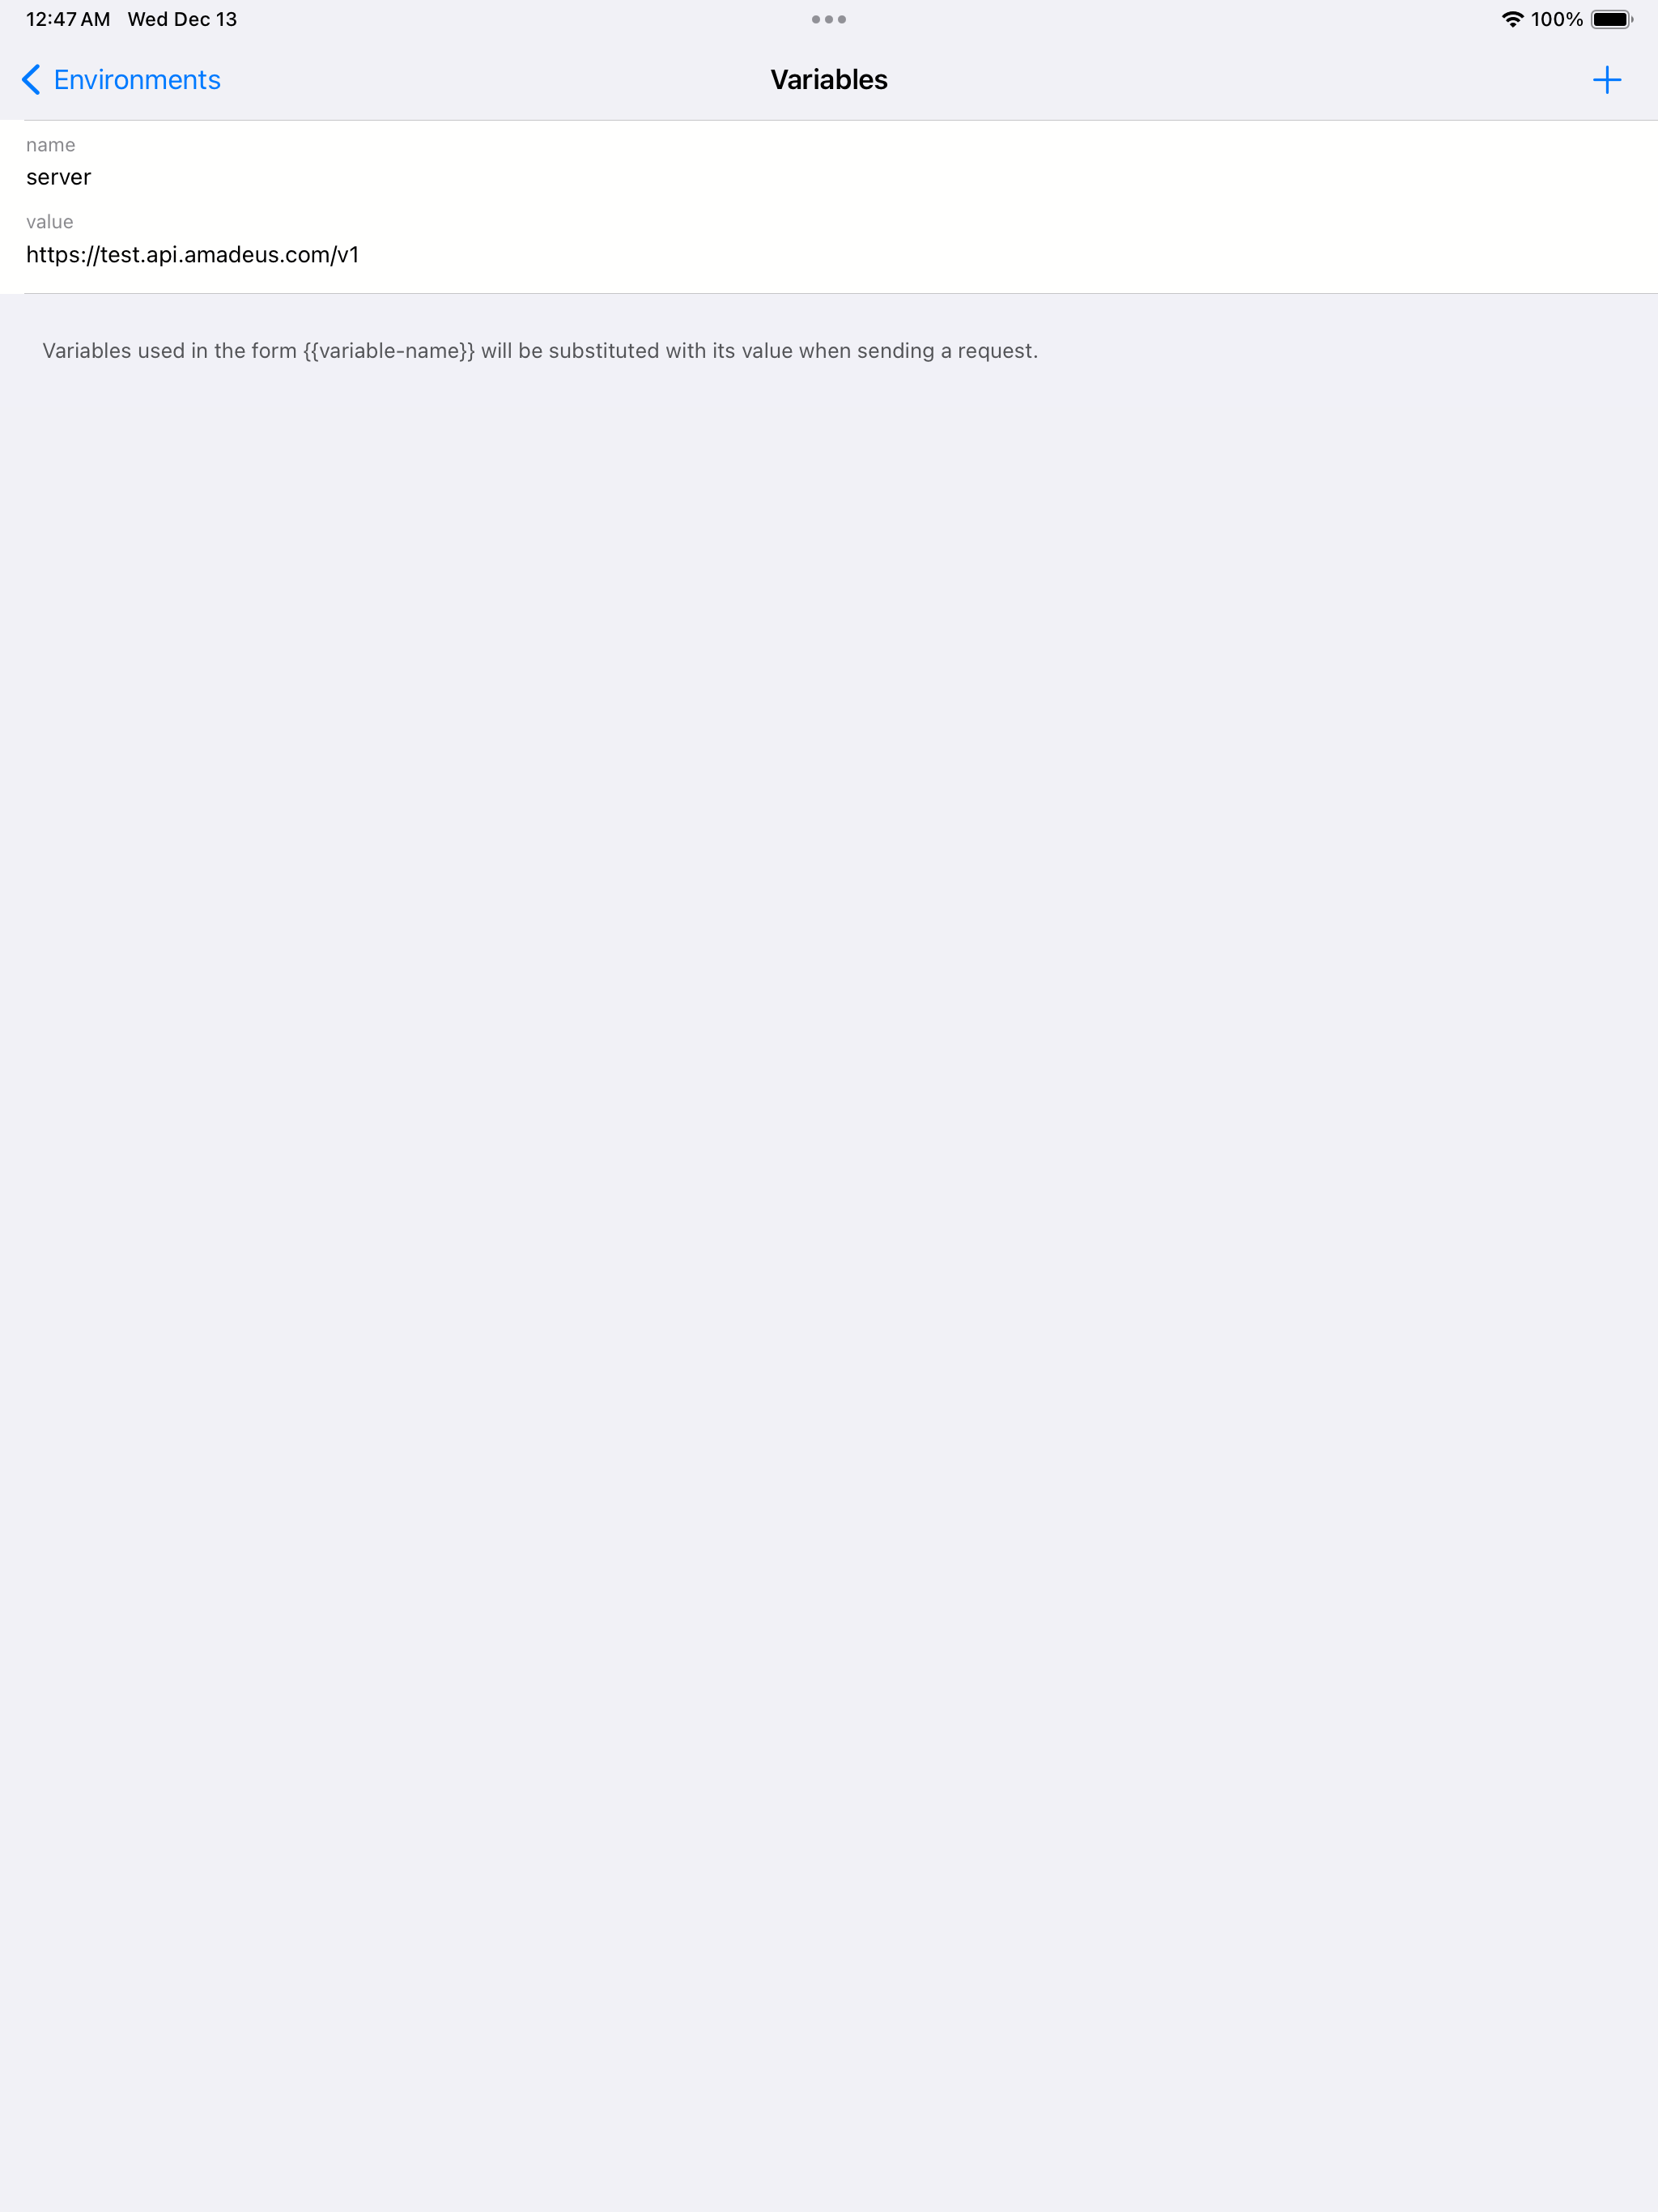 12:47 AM Wed Dec 13
100%
Environments
Variables
name
server
value
https://test.api.amadeus.com/v1
Variables used in the form {{variable-name}} will be substituted with its value when sending a request.